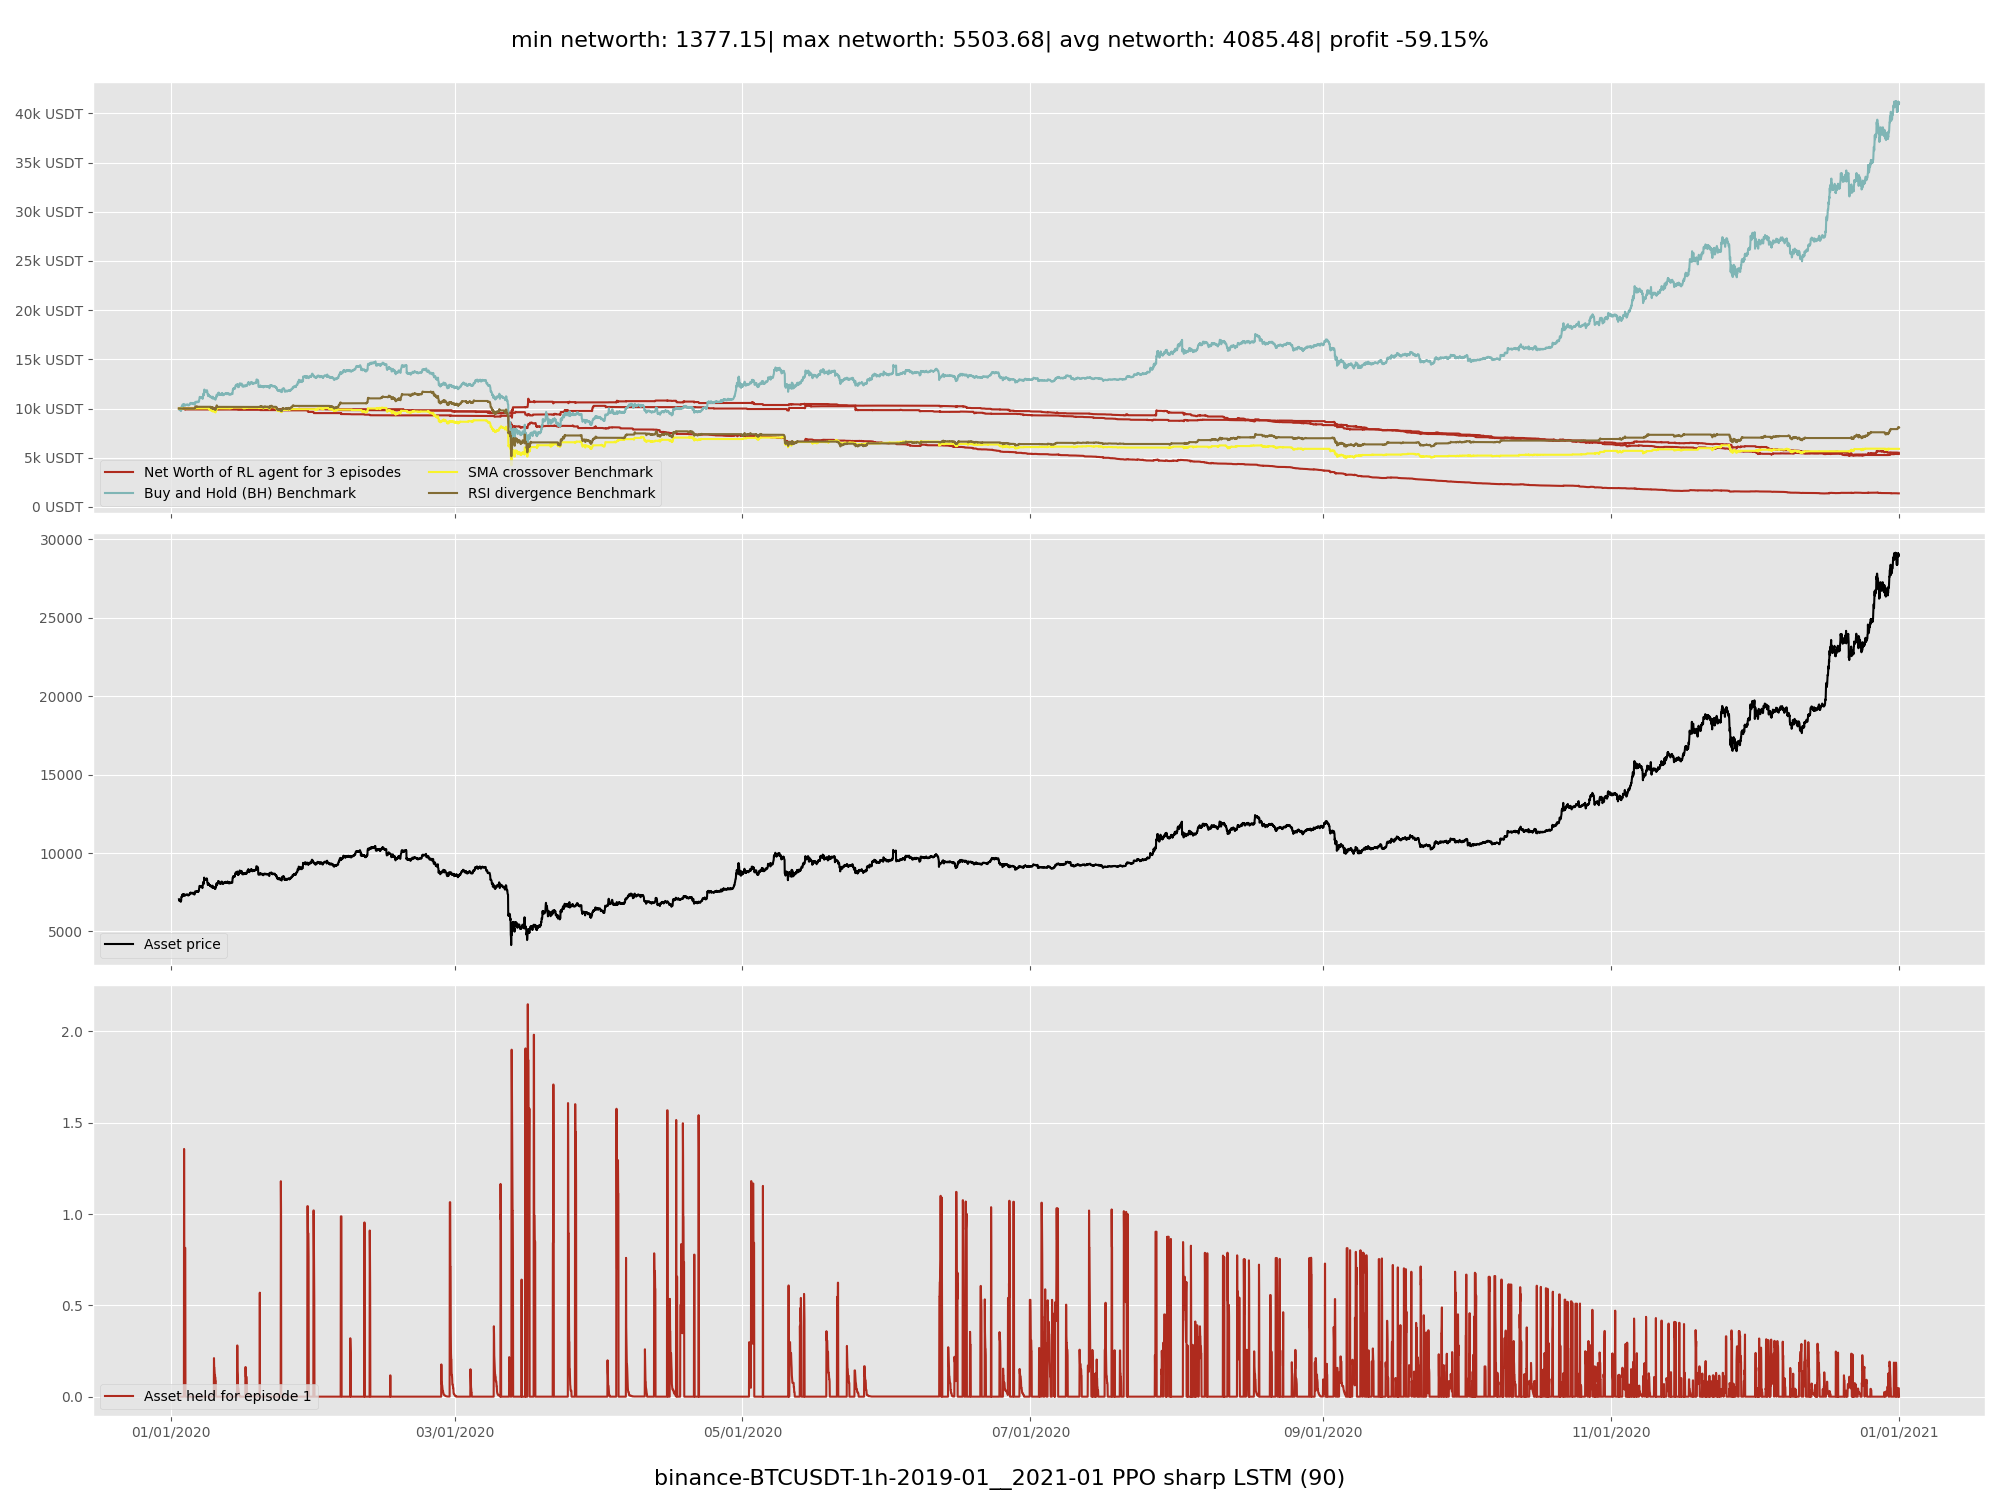 min networth: 1377.15| max networth: 5503.68| avg networth: 4085.48| profit -59.15%
40k USDT
35k USDT
30k USDT
25k USDT
20k USDT
15k USDT
10k USDT
5k USDT
0 USDT
Net Worth of RL agent for 3 episodes
Buy and Hold (BH) Benchmark
SMA crossover Benchmark
RSI divergence Benchmark
30000
25000
20000
15000
10000
5000
Asset price
2.0
1.5
1.0
0.5
0.0
Asset held for episode 1
01/01/2020 03/01/2020 05/01/2020 07/01/2020 09/01/2020 11/01/2020 01/01/2021
binance-BTCUSDT-1h-2019-01__2021-01 PPO sharp LSTM (90)